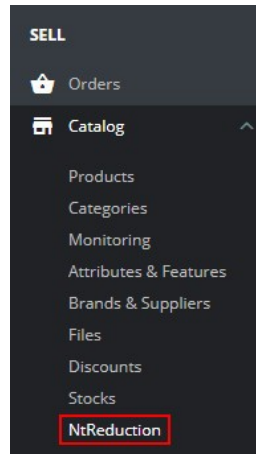 SELL
Orders
Catalog
Products
Categories
Monitoring
Attributes & Features
Brands & Suppliers
Files
Discounts
Stocks
NtReduction